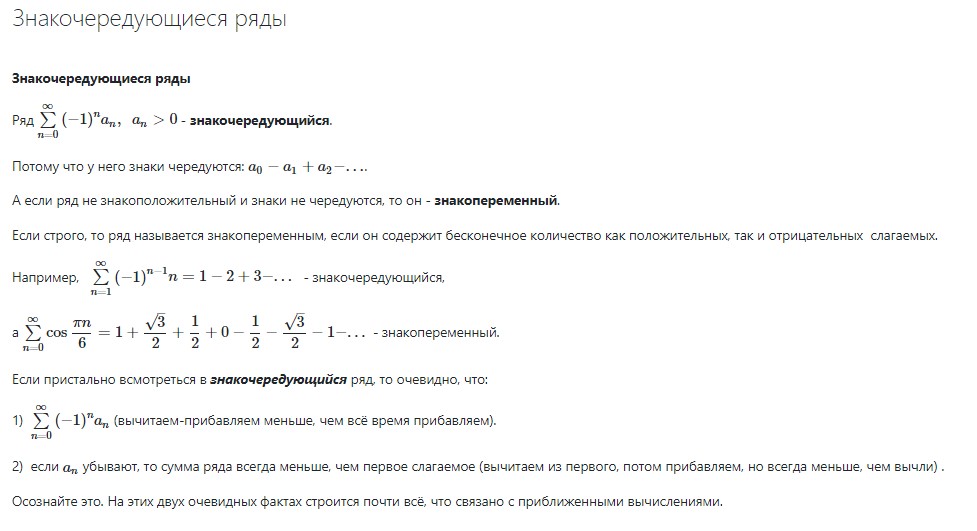 Знакочередующиеся ряды
Знакочередующиеся ряды
Ряд $\sum_{n=0}^{\infty} (-1)^n a_n, \; a_n > 0$ - знакочередующийся.
Потому что у него знаки чередуются: $a_0 - a_1 + a_2 - \ldots$.
А если ряд не знакоположительный и знаки не чередуются, то он - знакопеременный.
Если строго, то ряд называется знакопеременным, если он содержит бесконечное количество как положительных, так и отрицательных слагаемых.
Например, $\sum_{n=1}^{\infty} (-1)^{n-1} n = 1 - 2 + 3 - \ldots$ - знакочередующийся,
а $\sum_{n=0}^{\infty} \cos \frac{\pi n}{6} = 1 + \frac{\sqrt{3}}{2} + \frac{1}{2} + 0 - \frac{1}{2} - \frac{\sqrt{3}}{2} - 1 - \ldots$ - знакопеременный.
Если пристально всмотреться в знакочередующийся ряд, то очевидно, что:
1) $\sum_{n=0}^{\infty} (-1)^n a_n$ (вычитаем-прибавляем меньше, чем всё время прибавляем).
2) если $a_n$ убывают, то сумма ряда всегда меньше, чем первое слагаемое (вычитаем из первого, потом прибавляем, но всегда меньше, чем вычли) .
Осознайте это. На этих двух очевидных фактах строится почти всё, что связано с приближенными вычислениями.